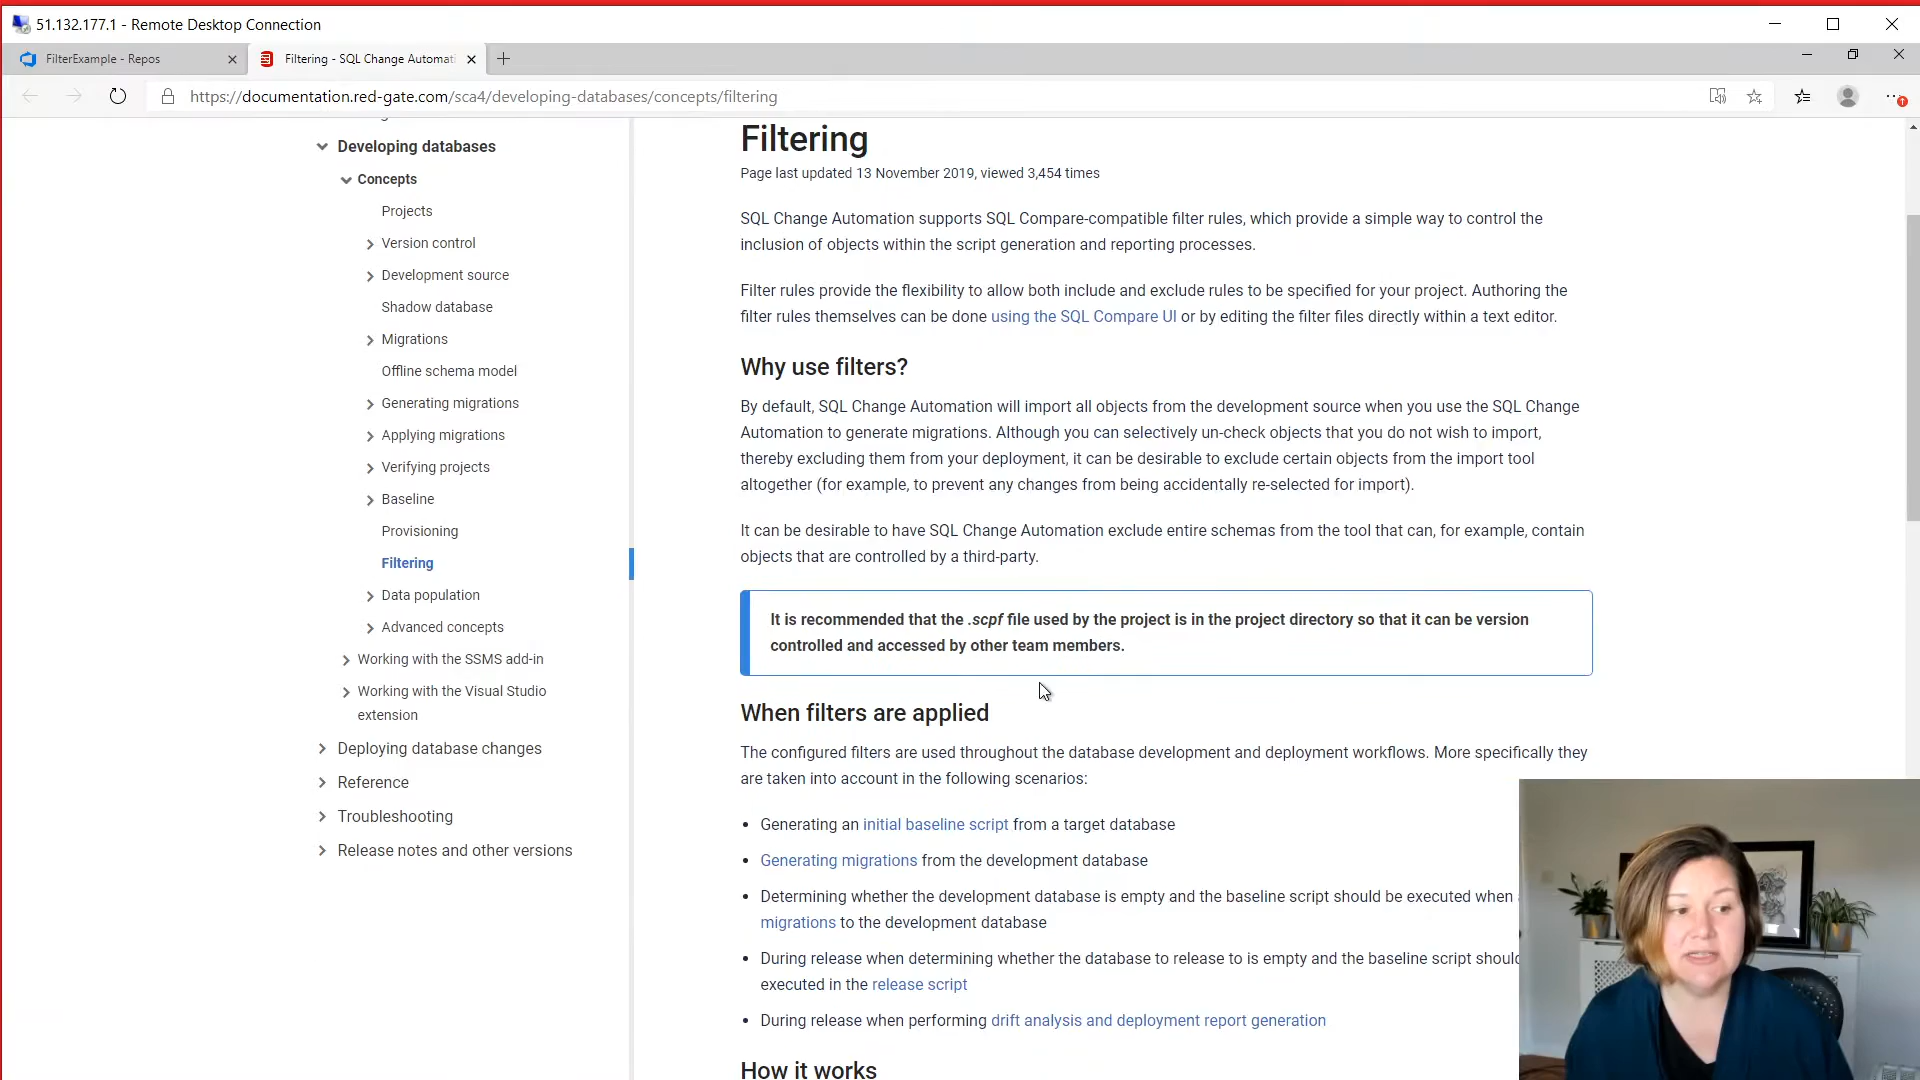 51.132.177.1 - Remote Desktop Connection
FilterExample - Repos
Filtering - SQL Change Automati
https://documentation.red-gate.com/sca4/developing-databases/concepts/filtering
Developing databases
Concepts
Projects
Version control
Development source
Shadow database
Migrations
Offline schema model
Generating migrations
Applying migrations
Verifying projects
Baseline
Provisioning
Filtering
Data population
Advanced concepts
Working with the SSMS add-in
Working with the Visual Studio
extension
Deploying database changes
Reference
Troubleshooting
Release notes and other versions
Filtering
Page last updated 13 November 2019, viewed 3,454 times
SQL Change Automation supports SQL Compare-compatible filter rules, which provide a simple way to control the
inclusion of objects within the script generation and reporting processes.
Filter rules provide the flexibility to allow both include and exclude rules to be specified for your project. Authoring the
filter rules themselves can be done using the SQL Compare UI or by editing the filter files directly within a text editor.
Why use filters?
By default, SQL Change Automation will import all objects from the development source when you use the SQL Change
Automation to generate migrations. Although you can selectively un-check objects that you do not wish to import,
thereby excluding them from your deployment, it can be desirable to exclude certain objects from the import tool
altogether (for example, to prevent any changes from being accidentally re-selected for import).
It can be desirable to have SQL Change Automation exclude entire schemas from the tool that can, for example, contain
objects that are controlled by a third-party.
It is recommended that the .scpf file used by the project is in the project directory so that it can be version
controlled and accessed by other team members.
When filters are applied
The configured filters are used throughout the database development and deployment workflows. More specifically they
are taken into account in the following scenarios:
• Generating an initial baseline script from a target database
• Generating migrations from the development database
• Determining whether the development database is empty and the baseline script should be executed when
migrations to the development database
• During release when determining whether the database to release to is empty and the baseline script shoul
executed in the release script
• During release when performing drift analysis and deployment report generation
How it works